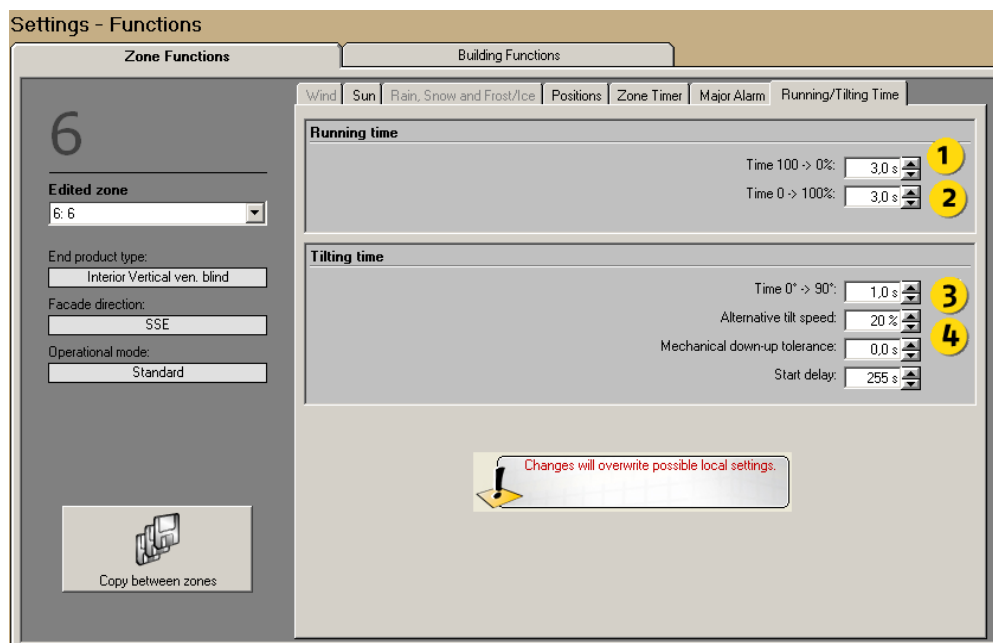 Settings - Functions
Zone Functions
Building Functions
Wind
Sun
Rain, Snow and Frost/Ice
Positions
Zone Timer
Major Alarm
Running/Tilting Time
6
Edited zone
6: 6
End product type:
Interior Vertical ven. blind
Facade direction:
SSE
Operational mode:
Standard
Copy between zones
Running time
Time 100 -> 0%: 3,0 s 1
Time 0 -> 100%: 3,0 s 2
Tilting time
Time 0° -> 90°: 1,0 s 3
Alternative tilt speed: 20 % 4
Mechanical down-up tolerance: 0,0 s
Start delay: 255 s
Changes will overwrite possible local settings.